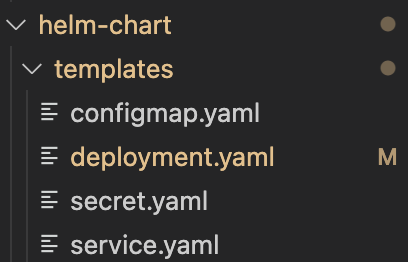 helm-chart
templates
configmap.yaml
deployment.yaml M
secret.yaml
service.yaml